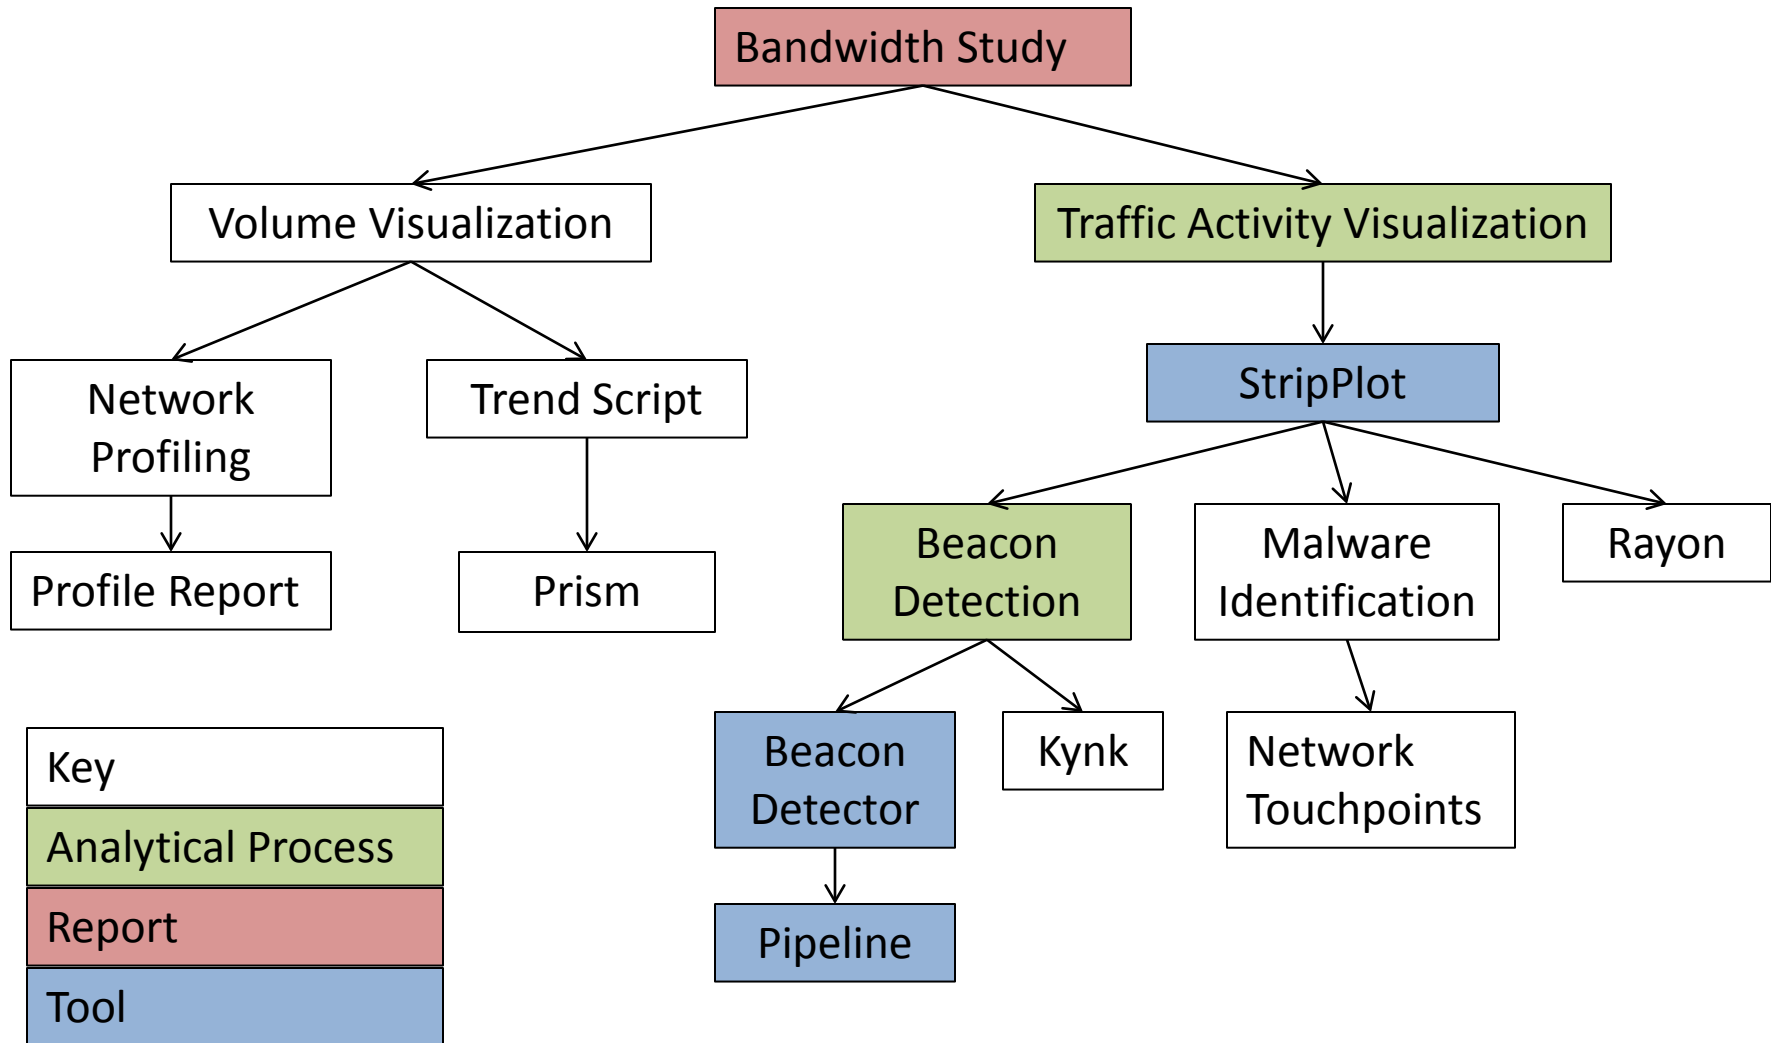 Bandwidth Study
Volume Visualization
Traffic Activity Visualization
Network
Profiling
Trend Script
StripPlot
Profile Report
Prism
Beacon
Detection
Malware
Identification
Rayon
Beacon
Detector
Kynk
Network
Touchpoints
Pipeline
Key
Analytical Process
Report
Tool